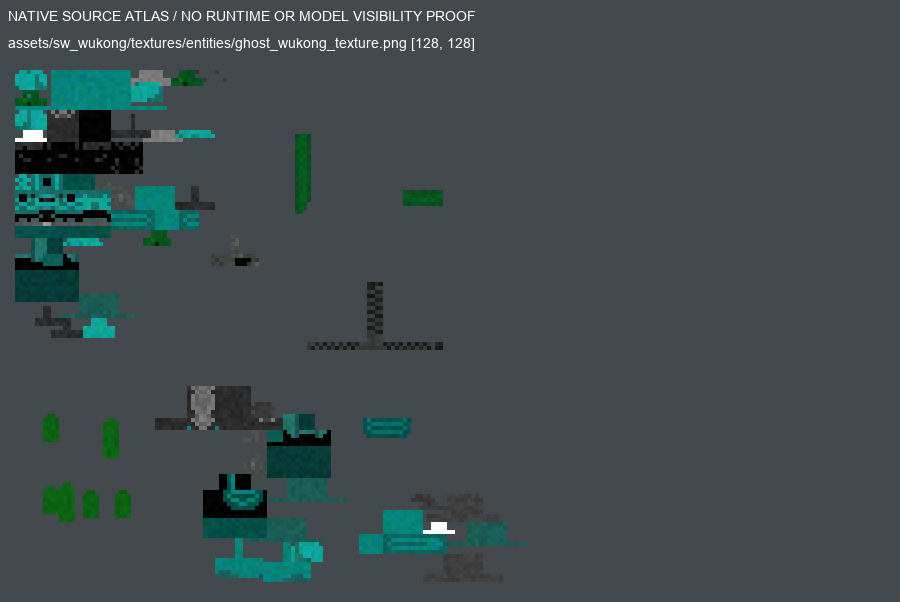 NATIVE SOURCE ATLAS / NO RUNTIME OR MODEL VISIBILITY PROOF
assets/sw_wukong/textures/entities/ghost_wukong_texture.png [128, 128]